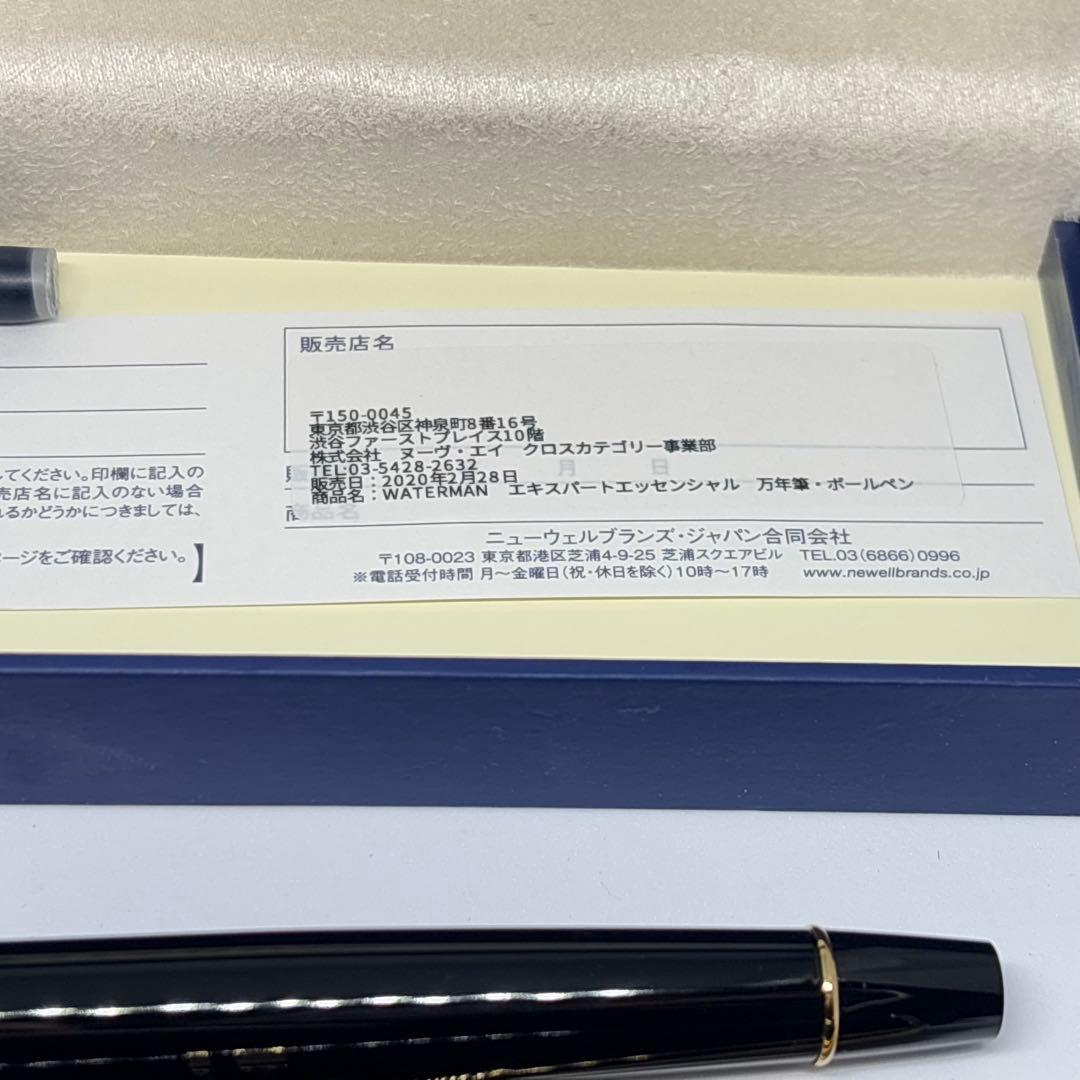 てください。印欄に記入の
売店名に記入のない場合
れるかどうかにつきましては、
ージをご確認ください。】
販売店名
〒150-0045
東京都渋谷区神泉町8番16号
渋谷ファーストプレイス10階
株式会社 ヌーヴ・エイ クロスカテゴリー事業部
TEL:03-5428-2632
月 日
販売日：2020年2月28日
商品名：WATERMAN エキスパートエッセンシャル 万年筆・ボールペン
商品名
ニューウェルブランズ・ジャパン合同会社
〒108-0023 東京都港区芝浦4-9-25 芝浦スクエアビル TEL.03(6866)0996
※電話受付時間 月～金曜日(祝・休日を除く)10時～17時 www.newellbrands.co.jp